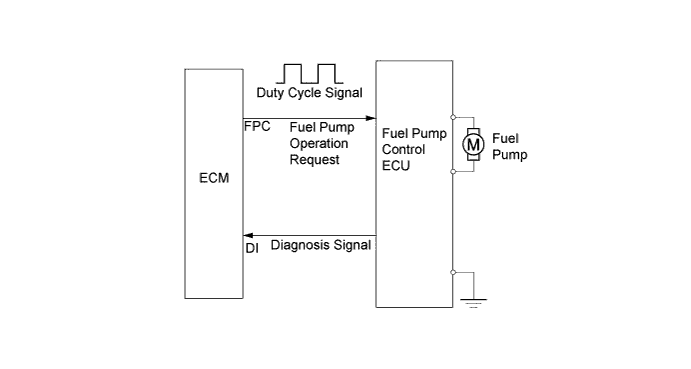 Duty Cycle Signal
FPC
Fuel Pump
Operation
Request
ECM
Fuel Pump
Control
ECU
M
Fuel
Pump
DI
Diagnosis Signal